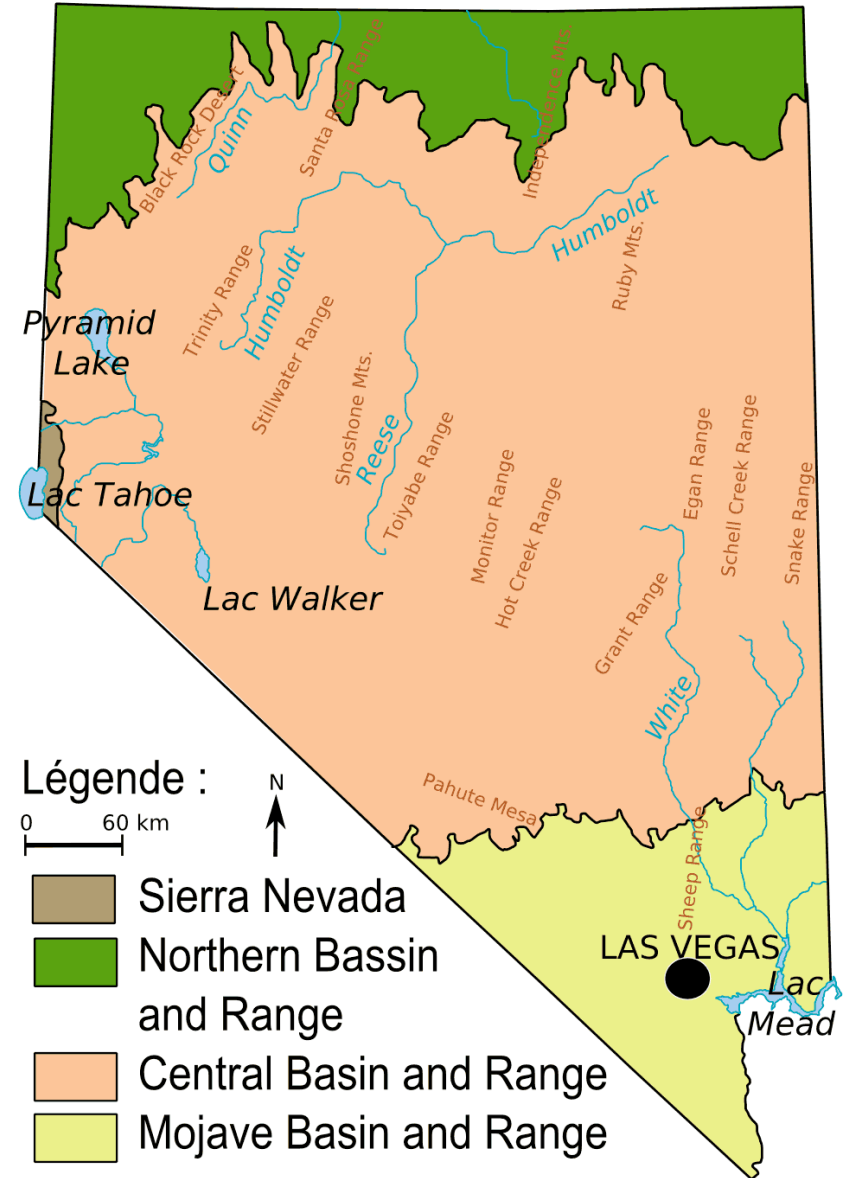 Black Rock Desert
Quinn
Santa Rosa Range
Independence Mts.
Humboldt
Ruby Mts.
Trinity Range
Humboldt
Stillwater Range
Pyramid
Lake
Shoshone Mts.
Reese
Toiyabe Range
Monitor Range
Hot Creek Range
Egan Range
Schell Creek Range
Snake Range
Lac Tahoe
Lac Walker
Grant Range
White
Pahute Mesa
Sheep Range
LAS VEGAS
Lac
Mead
Légende :
N
0 60 km
Sierra Nevada
Northern Bassin
and Range
Central Basin and Range
Mojave Basin and Range